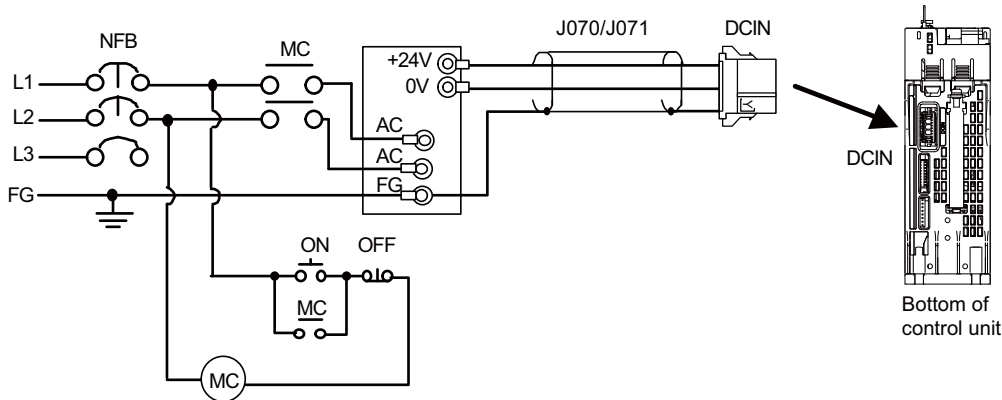 NFB
MC
J070/J071
DCIN
+24V
0V
L1
L2
AC
L3
AC
FG
FG
DCIN
ON
OFF
MC
MC
Bottom of
control unit